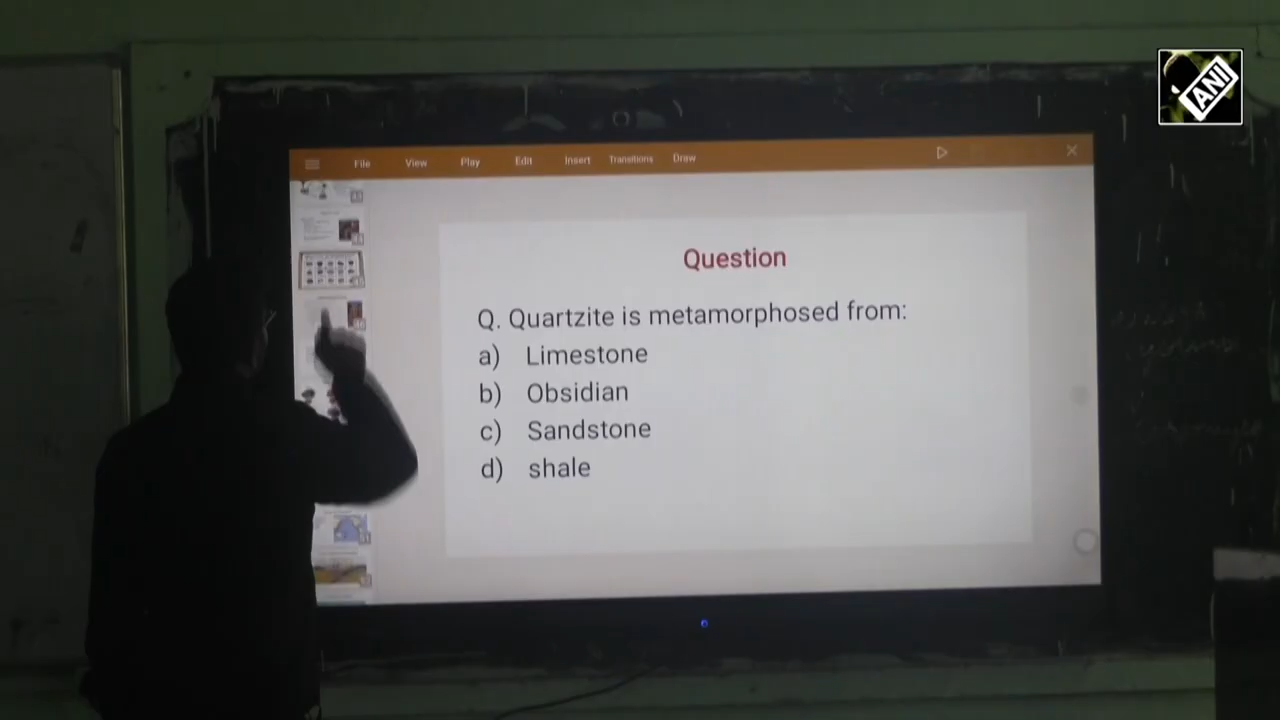 ANI
File View Play Edit Insert Transitions Draw
Question
Q. Quartzite is metamorphosed from:
a) Limestone
b) Obsidian
c) Sandstone
d) shale